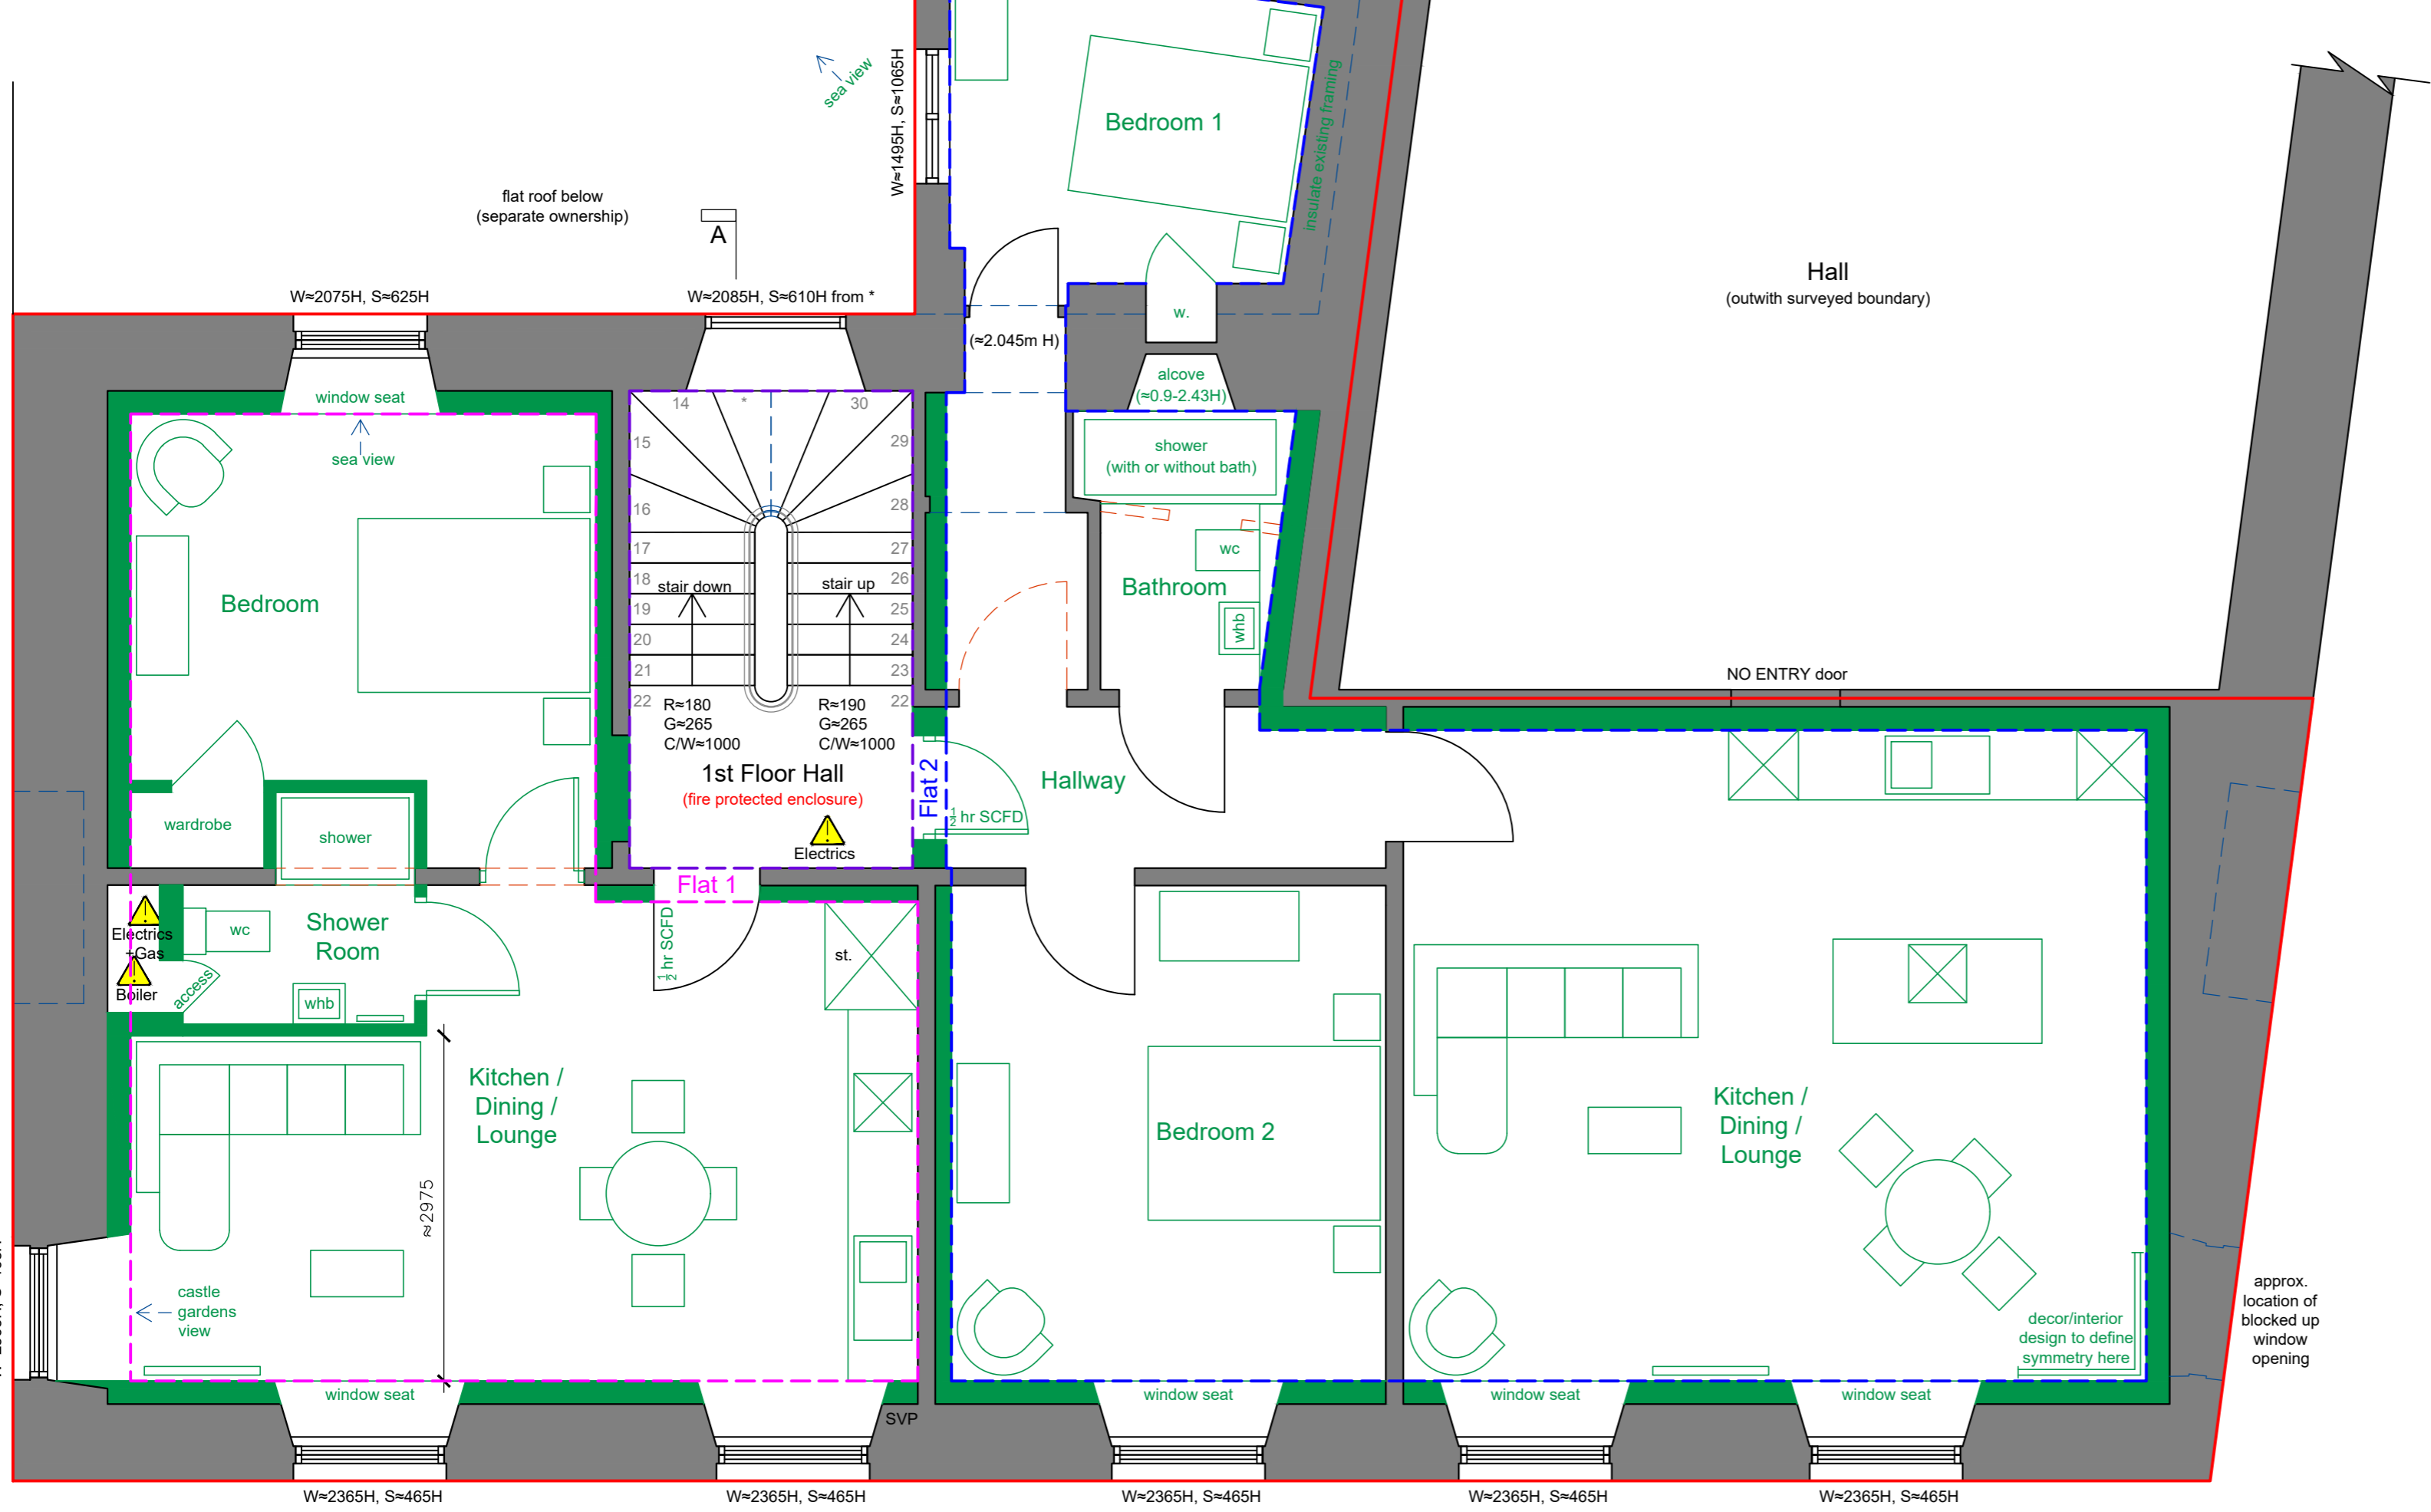 sea view
W≈1495H, S≈1065H
Bedroom 1
insulate existing framing
flat roof below
(separate ownership)
A
Hall
(outwith surveyed boundary)
W≈2075H, S≈625H
W≈2085H, S≈610H from *
w.
(≈2.045m H)
alcove
(≈0.9-2.43H)
window seat
sea view
14
*
30
15
29
16
28
17
27
18
26
19
25
20
24
21
23
22
22
stair down
stair up
shower
(with or without bath)
wc
Bathroom
whb
Bedroom
NO ENTRY door
R≈180
G≈265
C/W≈1000
R≈190
G≈265
C/W≈1000
1st Floor Hall
(fire protected enclosure)
Electrics
Flat 2
Hallway
½ hr SCFD
wardrobe
shower
Flat 1
½ hr SCFD
st.
Electrics
+Gas
Boiler
access
wc
Shower
Room
whb
Kitchen /
Dining /
Lounge
≈2975
castle
gardens
view
Bedroom 2
Kitchen /
Dining /
Lounge
decor/interior
design to define
symmetry here
approx.
location of
blocked up
window
opening
window seat
window seat
window seat
window seat
SVP
W≈2365H, S≈465H
W≈2365H, S≈465H
W≈2365H, S≈465H
W≈2365H, S≈465H
W≈2365H, S≈465H